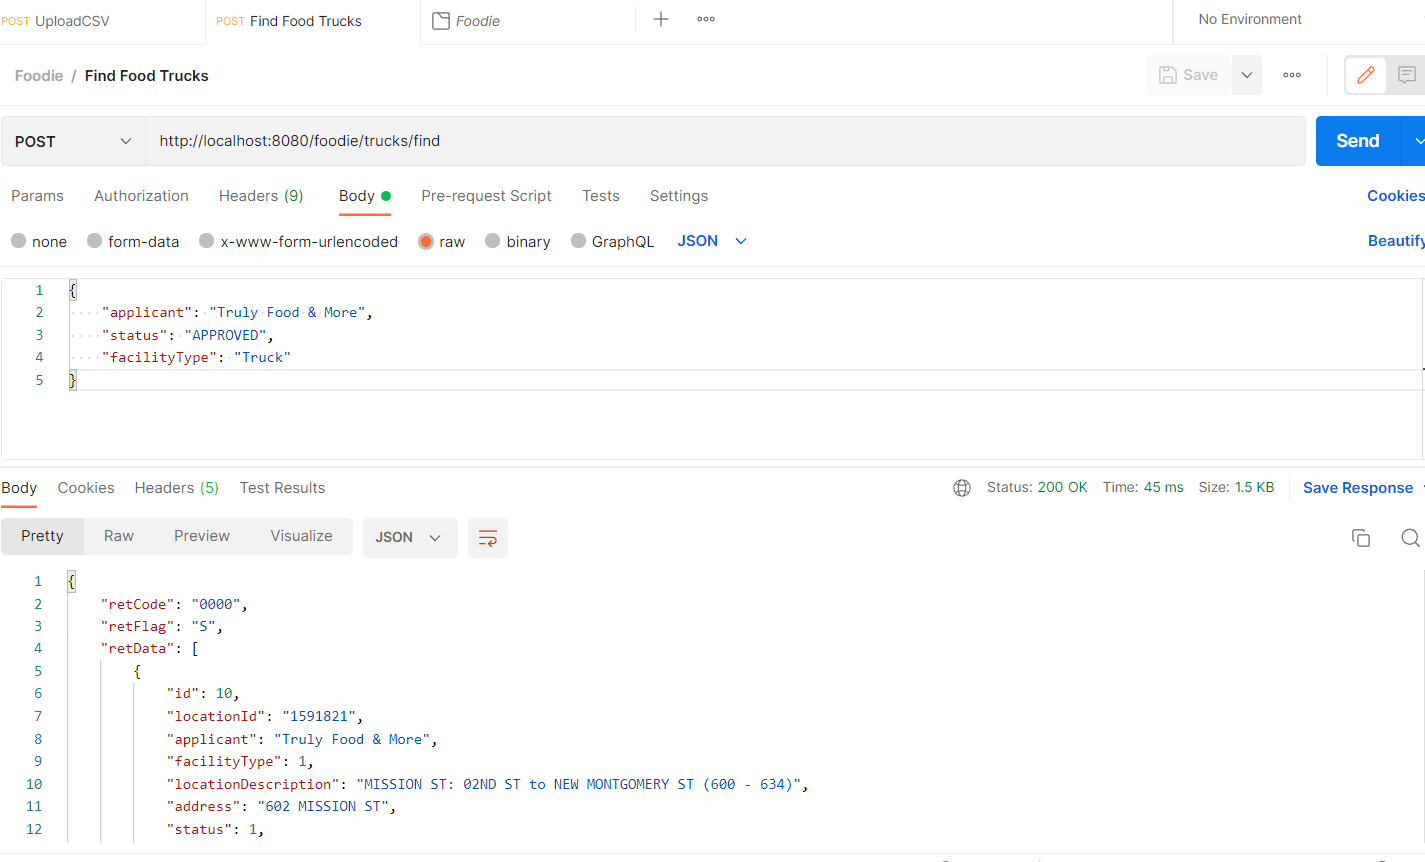 POST UploadCSV POST Find Food Trucks Foodie No Environment
Foodie / Find Food Trucks Save
POST http://localhost:8080/foodie/trucks/find Send
Params Authorization Headers (9) Body Pre-request Script Tests Settings Cookies
none form-data x-www-form-urlencoded raw binary GraphQL JSON Beautify
1 {
2 "applicant": "Truly Food & More",
3 "status": "APPROVED",
4 "facilityType": "Truck"
5 }
Body Cookies Headers (5) Test Results Status: 200 OK Time: 45 ms Size: 1.5 KB Save Response
Pretty Raw Preview Visualize JSON
1 {
2 "retCode": "0000",
3 "retFlag": "S",
4 "retData": [
5 {
6 "id": 10,
7 "locationId": "1591821",
8 "applicant": "Truly Food & More",
9 "facilityType": 1,
10 "locationDescription": "MISSION ST: 02ND ST to NEW MONTGOMERY ST (600 - 634)",
11 "address": "602 MISSION ST",
12 "status": 1,